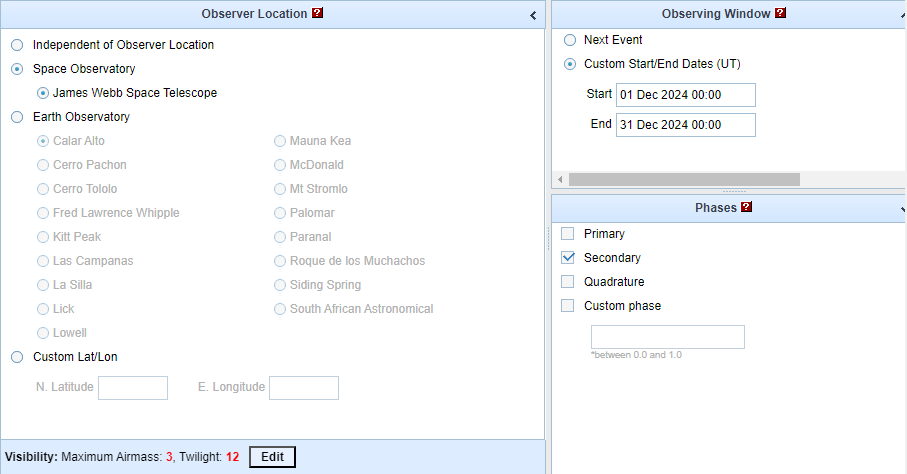 Observer Location ?
Independent of Observer Location
Space Observatory
James Webb Space Telescope
Earth Observatory
Calar Alto
Mauna Kea
Cerro Pachon
McDonald
Cerro Tololo
Mt Stromlo
Fred Lawrence Whipple
Palomar
Kitt Peak
Paranal
Las Campanas
Roque de los Muchachos
La Silla
Siding Spring
Lick
South African Astronomical
Lowell
Custom Lat/Lon
N. Latitude
E. Longitude
Visibility: Maximum Airmass: 3, Twilight: 12 Edit
Observing Window ?
Next Event
Custom Start/End Dates (UT)
Start 01 Dec 2024 00:00
End 31 Dec 2024 00:00
Phases ?
Primary
Secondary
Quadrature
Custom phase
*between 0.0 and 1.0